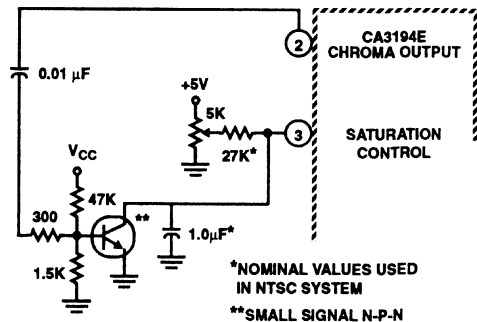 2
CA3194E
CHROMA OUTPUT
0.01 μF
+5V
5K
3
SATURATION
CONTROL
27K*
VCC
47K
**
300
1.0μF*
1.5K
*NOMINAL VALUES USED
IN NTSC SYSTEM
**SMALL SIGNAL N-P-N